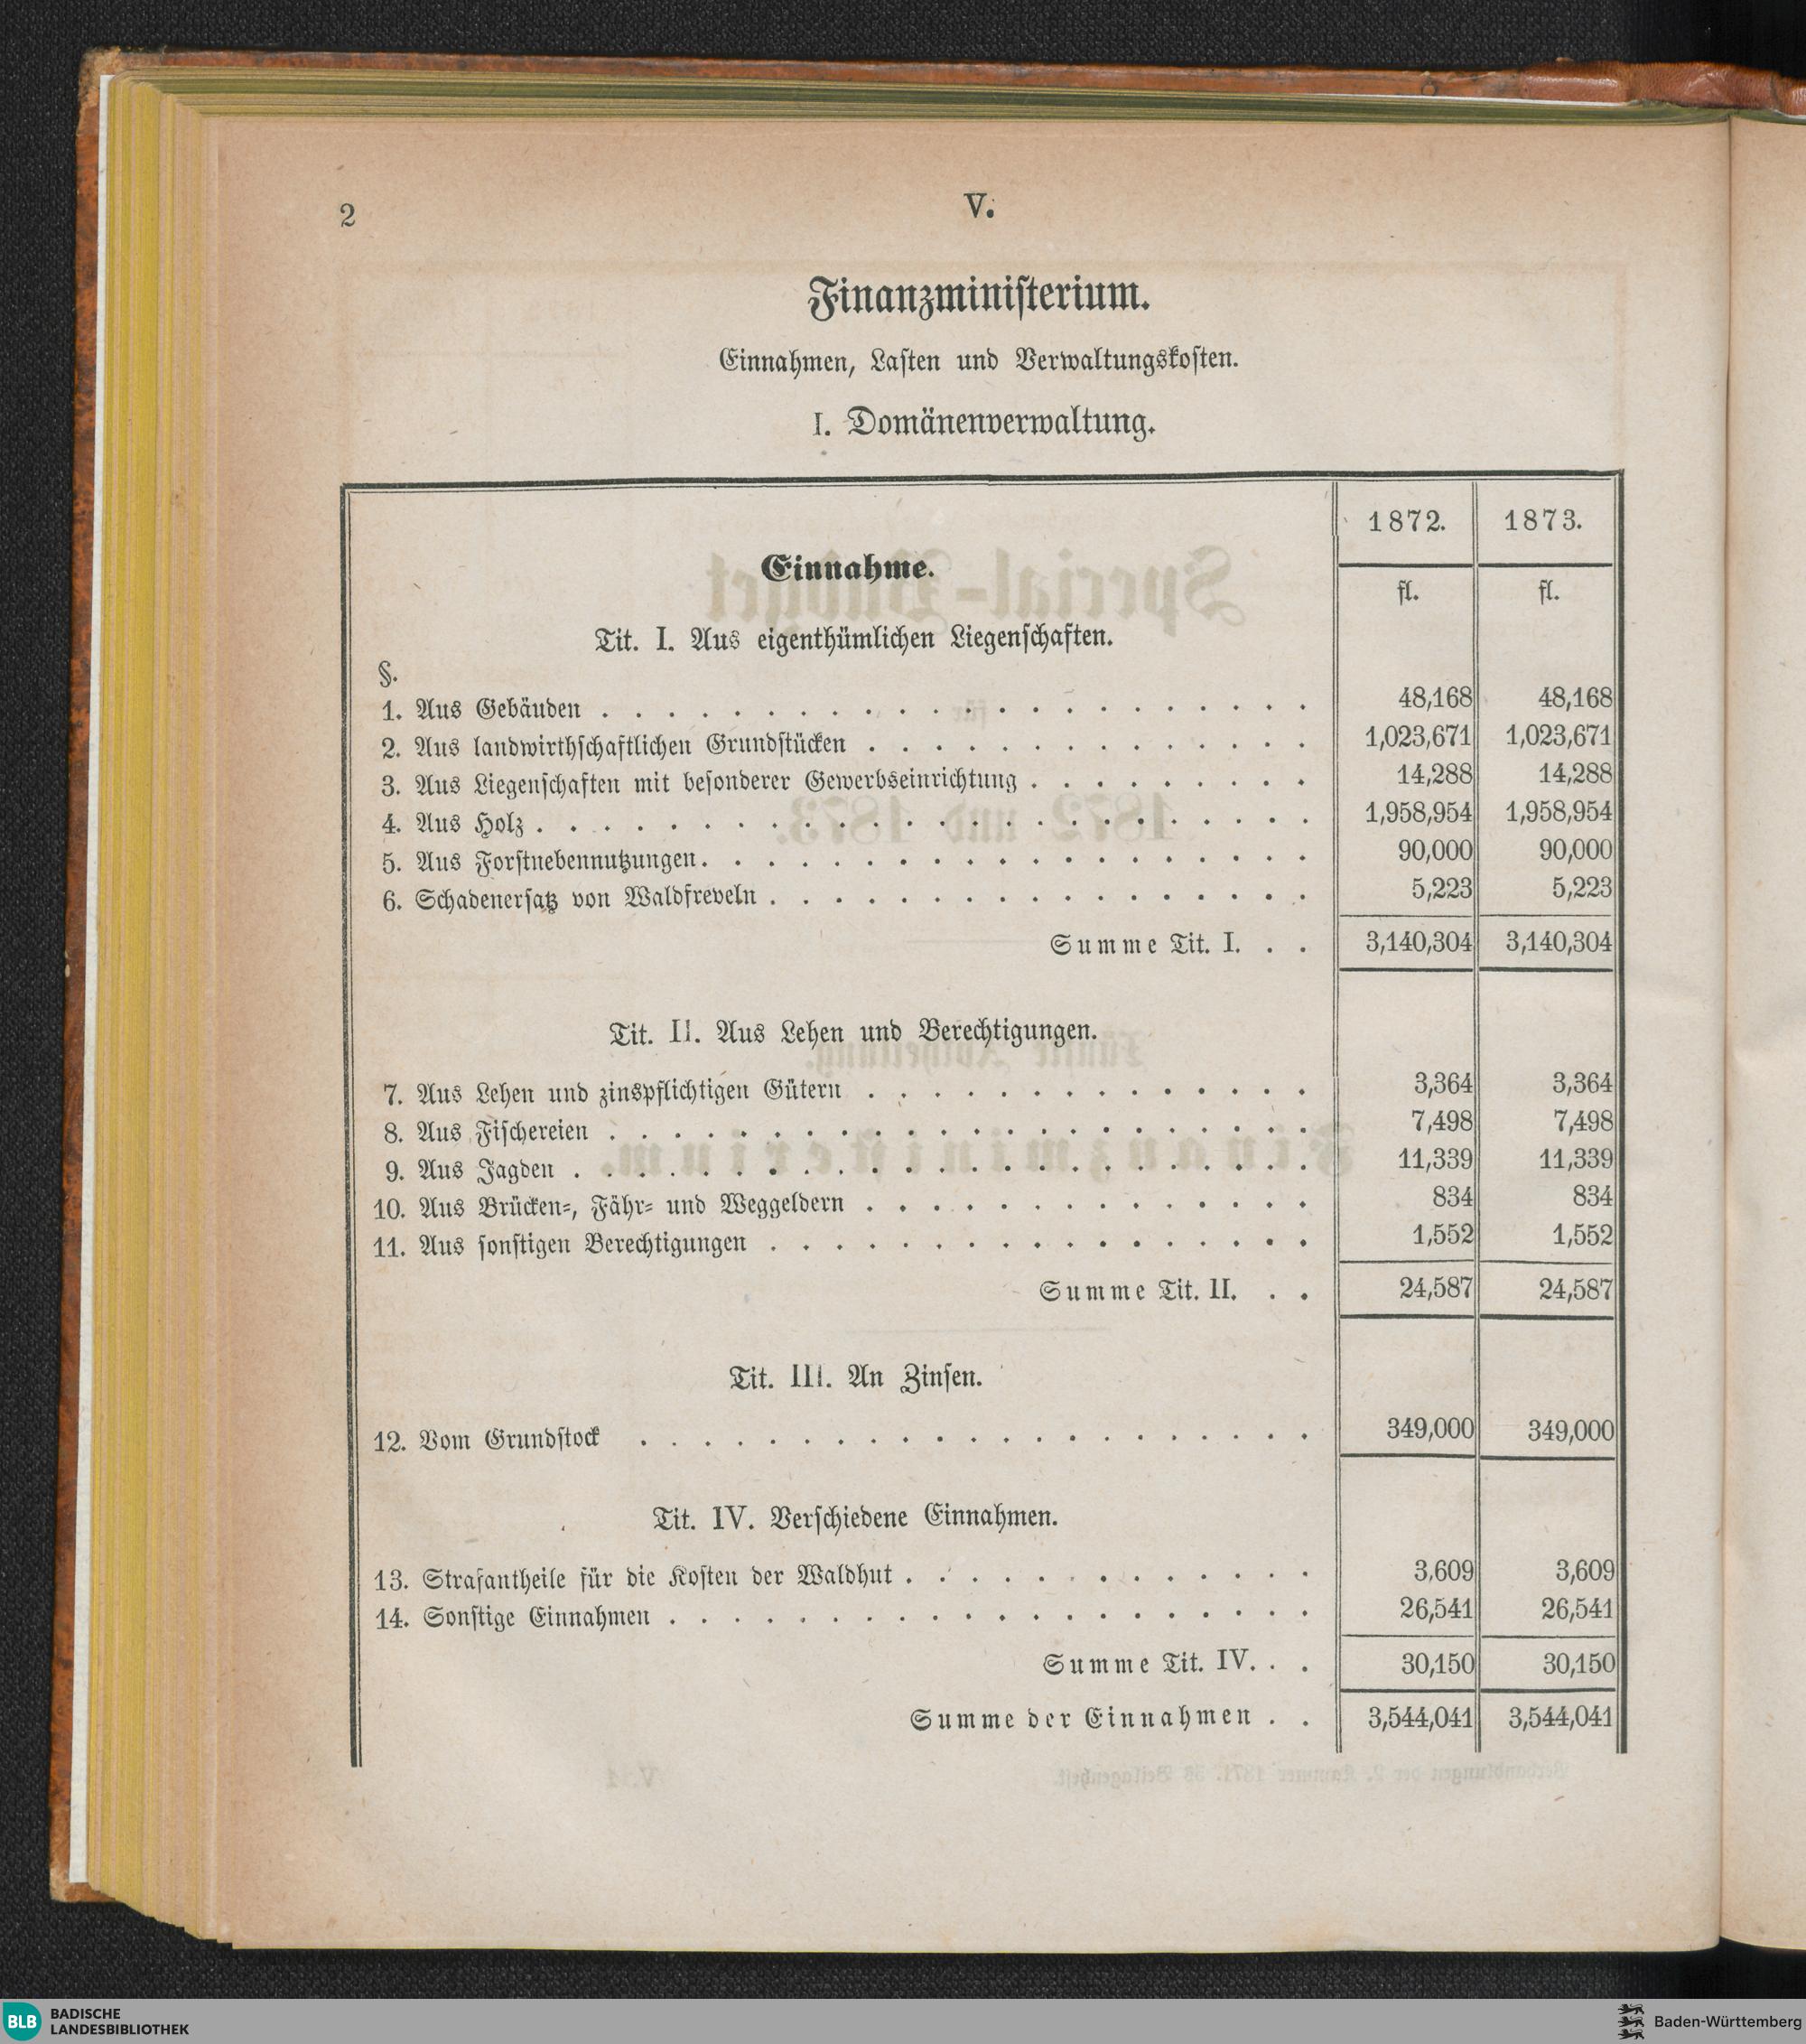 2
V.
Finanzministerium.
Einnahmen, Lasten und Verwaltungskosten.
I. Domänenverwaltung.
1872. 1873.
Einnahme.
fl. fl.
Tit. I. Aus eigenthümlichen Liegenschaften.
§.
1. Aus Gebäuden . . . . . . . . . . 48,168 48,168
2. Aus landwirthschaftlichen Grundstücken . . . . . . . . . . 1,023,671 1,023,671
3. Aus Liegenschaften mit besonderer Gewerbseinrichtung . . . . . . . . . 14,288 14,288
4. Aus Holz . . . . . . . . . . 1,958,954 1,958,954
5. Aus Forstnebennutzungen . . . . . . . . . . 90,000 90,000
6. Schadenersatz von Waldfreveln . . . . . . . . . . 5,223 5,223
Summe Tit. I. . . 3,140,304 3,140,304
Tit. II. Aus Lehen und Berechtigungen.
7. Aus Lehen und zinspflichtigen Gütern . . . . . . . . . . 3,364 3,364
8. Aus Fischereien . . . . . . . . . . 7,498 7,498
9. Aus Jagden . . . . . . . . . . 11,339 11,339
10. Aus Brücken-, Fähr- und Weggeldern . . . . . . . . . . 834 834
11. Aus sonstigen Berechtigungen . . . . . . . . . . 1,552 1,552
Summe Tit. II. . . 24,587 24,587
Tit. III. An Zinsen.
12. Vom Grundstock . . . . . . . . . . 349,000 349,000
Tit. IV. Verschiedene Einnahmen.
13. Strafantheile für die Kosten der Waldhut . . . . . . . . . . 3,609 3,609
14. Sonstige Einnahmen . . . . . . . . . . 26,541 26,541
Summe Tit. IV. . . 30,150 30,150
Summe der Einnahmen . . 3,544,041 3,544,041
BLB BADISCHE
LANDESBIBLIOTHEK
Baden-Württemberg